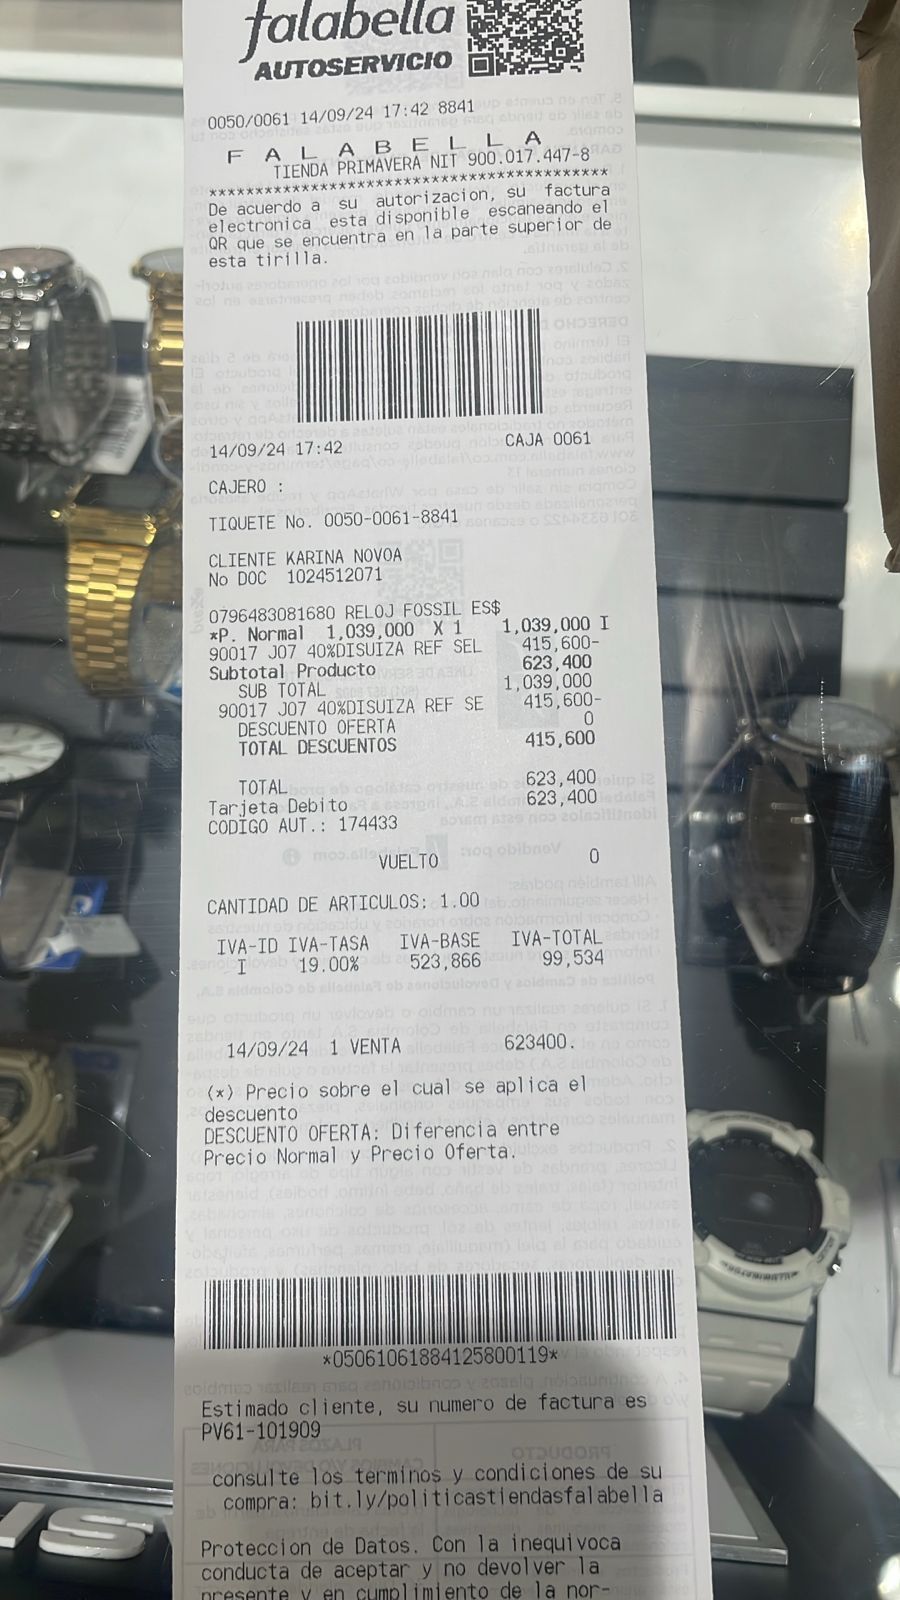 falabella
AUTOSERVICIO
0050/0061 14/09/24 17:42 8841
F A L A B E L L A
TIENDA PRIMAVERA NIT 900.017.447-8
******************************************
De acuerdo a su autorizacion, su factura
electronica esta disponible escaneando el
QR que se encuentra en la parte superior de
esta tirilla.
14/09/24 17:42 CAJA 0061
CAJERO :
TIQUETE No. 0050-0061-8841
CLIENTE KARINA NOVOA
No DOC 1024512071
0796483081680 RELOJ FOSSIL ES$
*P. Normal 1,039,000 X 1 1,039,000 I
90017 J07 40%DISUIZA REF SEL 415,600-
Subtotal Producto 623,400
SUB TOTAL 1,039,000
90017 J07 40%DISUIZA REF SE 415,600-
DESCUENTO OFERTA 0
TOTAL DESCUENTOS 415,600
TOTAL 623,400
Tarjeta Debito 623,400
CODIGO AUT.: 174433
VUELTO 0
CANTIDAD DE ARTICULOS: 1.00
IVA-ID IVA-TASA IVA-BASE IVA-TOTAL
I 19.00% 523,866 99,534
14/09/24 1 VENTA 623400.
(*) Precio sobre el cual se aplica el
descuento
DESCUENTO OFERTA: Diferencia entre
Precio Normal y Precio Oferta.
*05061061884125800119*
Estimado cliente, su numero de factura es
PV61-101909
consulte los terminos y condiciones de su
compra: bit.ly/politicastiendasfalabella
Proteccion de Datos. Con la inequivoca
conducta de aceptar y no devolver la
presente y en cumplimiento de la nor-